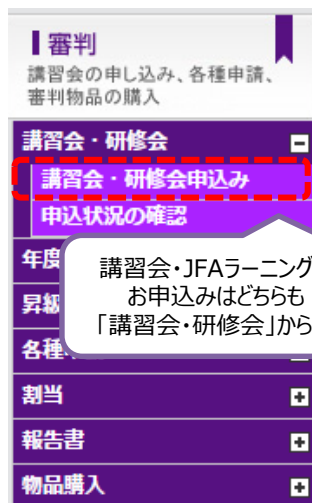 審判
講習会の申し込み、各種申請、
審判物品の購入
講習会・研修会
講習会・研修会申込み
申込状況の確認
年度
講習会・JFAラーニング
お申込みはどちらも
「講習会・研修会」から
昇級
各種
割当
報告書
物品購入